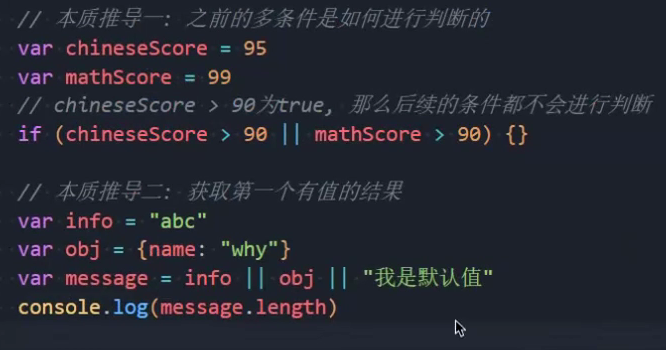 // 本质推导一: 之前的多条件是如何进行判断的
var chineseScore = 95
var mathScore = 99
// chineseScore > 90为true, 那么后续的条件都不会进行判断
if (chineseScore > 90 || mathScore > 90) {}
// 本质推导二: 获取第一个有值的结果
var info = "abc"
var obj = {name: "why"}
var message = info || obj || "我是默认值"
console.log(message.length)